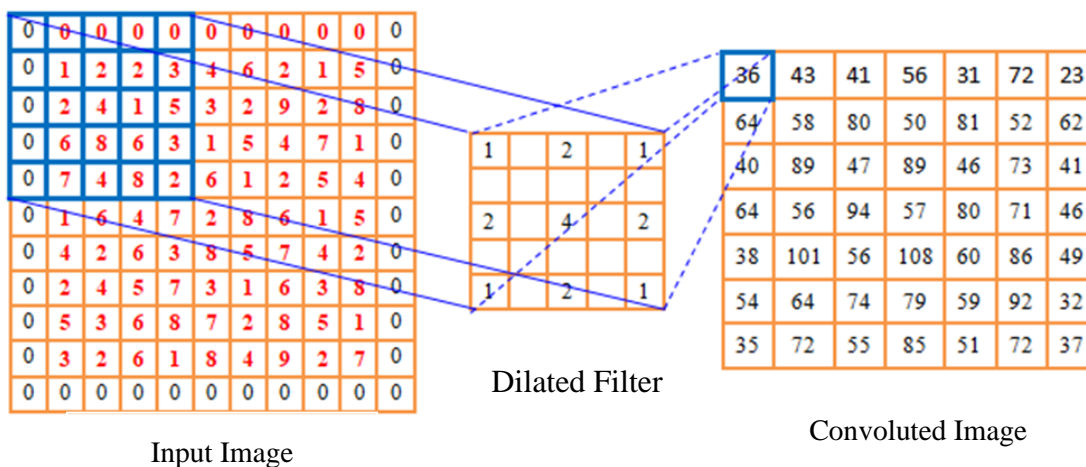 0 0 0 0 0 0 0 0 0 0 0
0 1 2 2 3 4 6 2 1 5 0
0 2 4 1 5 3 2 9 2 8 0
0 6 8 6 3 1 5 4 7 1 0
0 7 4 8 2 6 1 2 5 4 0
0 1 6 4 7 2 8 6 1 5 0
0 4 2 6 3 8 5 7 4 2 0
0 2 4 5 7 3 1 6 3 8 0
0 5 3 6 8 7 2 8 5 1 0
0 3 2 6 1 8 4 9 2 7 0
0 0 0 0 0 0 0 0 0 0 0
Input Image
1 2 1
2 4 2
1 2 1
Dilated Filter
36 43 41 56 31 72 23
64 58 80 50 81 52 62
40 89 47 89 46 73 41
64 56 94 57 80 71 46
38 101 56 108 60 86 49
54 64 74 79 59 92 32
35 72 55 85 51 72 37
Convoluted Image